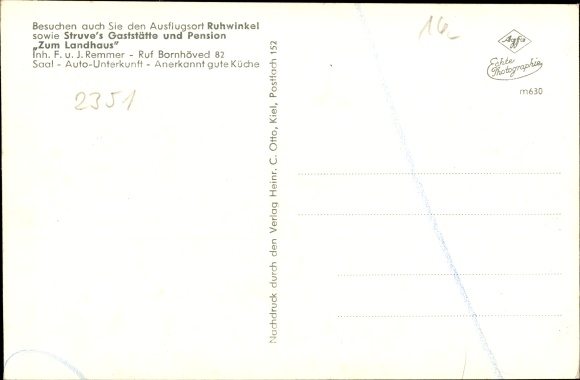 Besuchen auch Sie den Ausflugsort Ruhwinkel
sowie Struve's Gaststätte und Pension
„Zum Landhaus"
Inh. F. u. J. Remmer - Ruf Bornhöved 82
Saal - Auto-Unterkunft - Anerkannt gute Küche
2351
Nachdruck durch den Verlag Heinr. C. Otto, Kiel, Postfach 152
Agfa
Echte
Photographie
m630